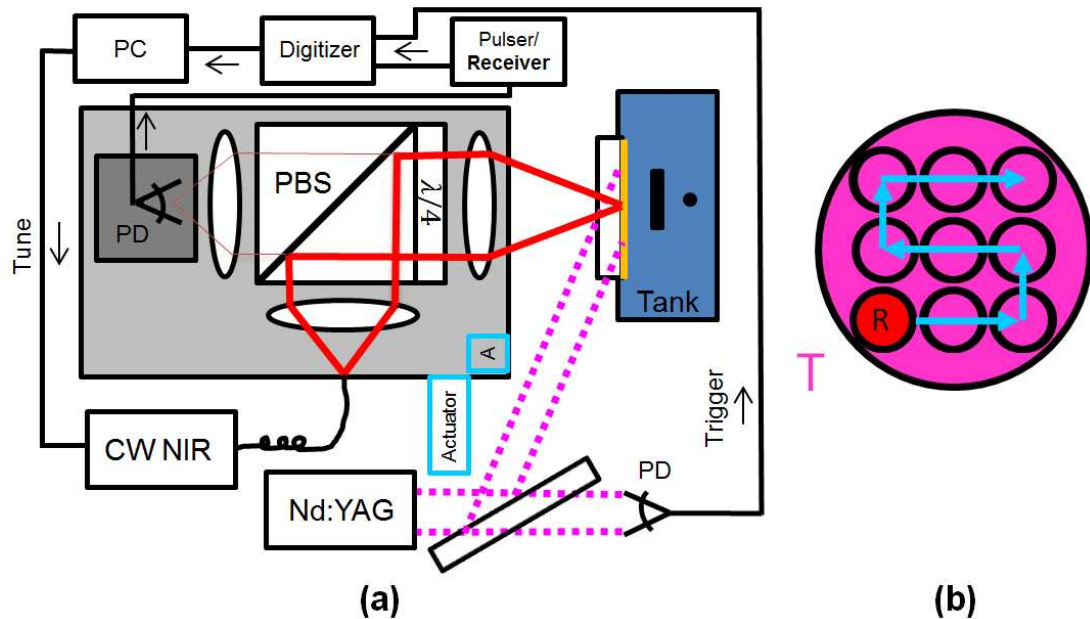 PC
Digitizer
Pulser/
Receiver
Tune
PD
PBS
λ/4
Tank
A
Actuator
Trigger
CW NIR
Nd:YAG
PD
R
T
(a)
(b)